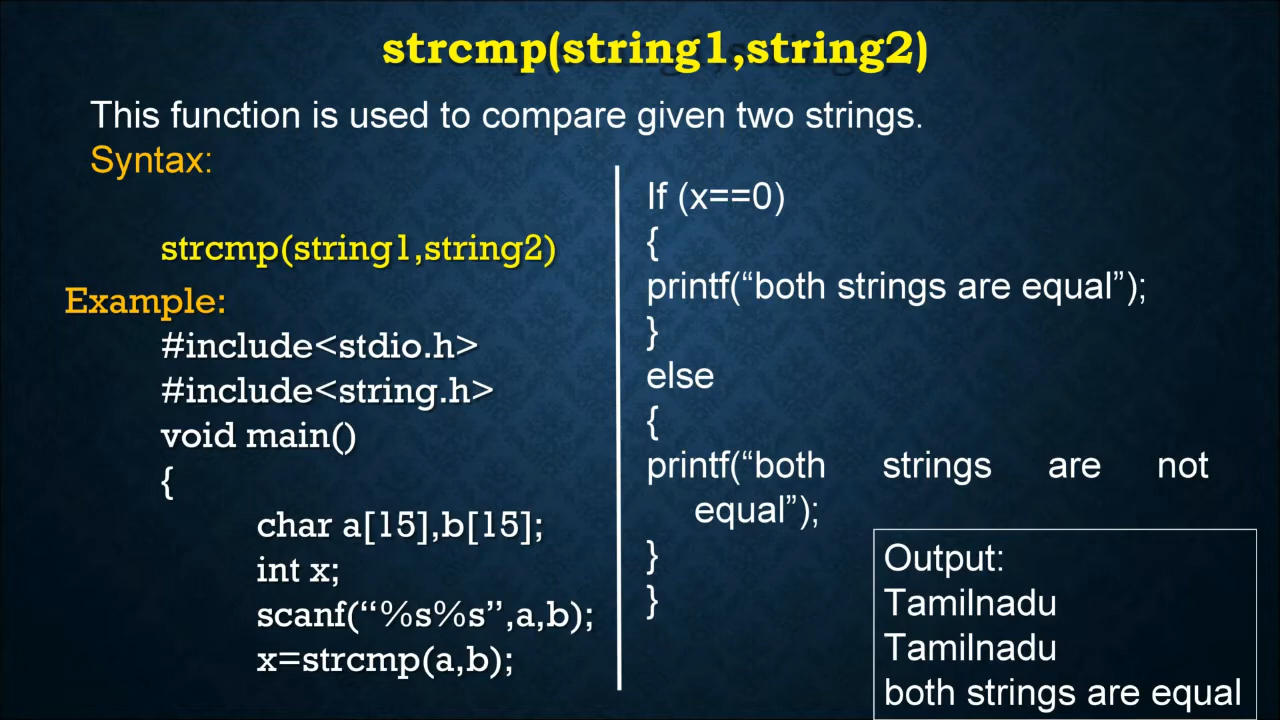 strcmp(string1,string2)
This function is used to compare given two strings.
Syntax:
strcmp(string1,string2)
Example:
#include<stdio.h>
#include<string.h>
void main()
{
char a[15],b[15];
int x;
scanf(“%s%s”,a,b);
x=strcmp(a,b);
If (x==0)
{
printf(“both strings are equal”);
}
else
{
printf(“both strings are not
equal”);
}
}
Output:
Tamilnadu
Tamilnadu
both strings are equal